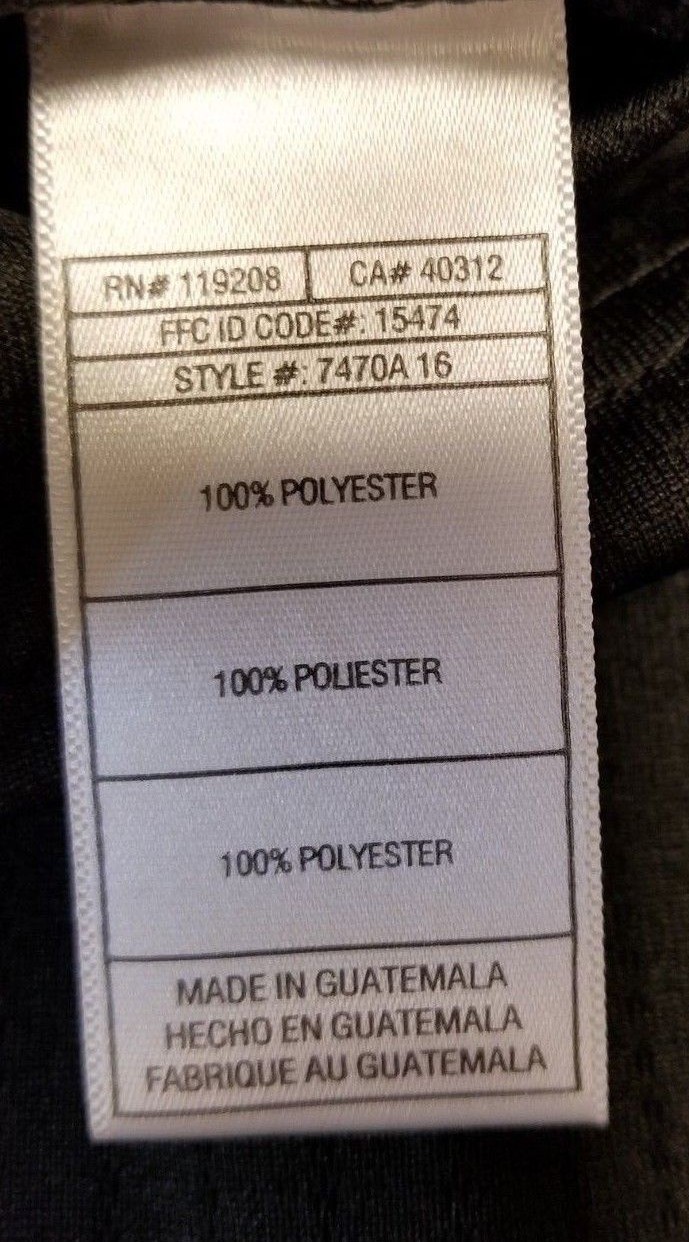 RN# 119208 CA# 40312
FFC ID CODE#: 15474
STYLE #: 7470A 16
100% POLYESTER
100% POLIESTER
100% POLYESTER
MADE IN GUATEMALA
HECHO EN GUATEMALA
FABRIQUE AU GUATEMALA